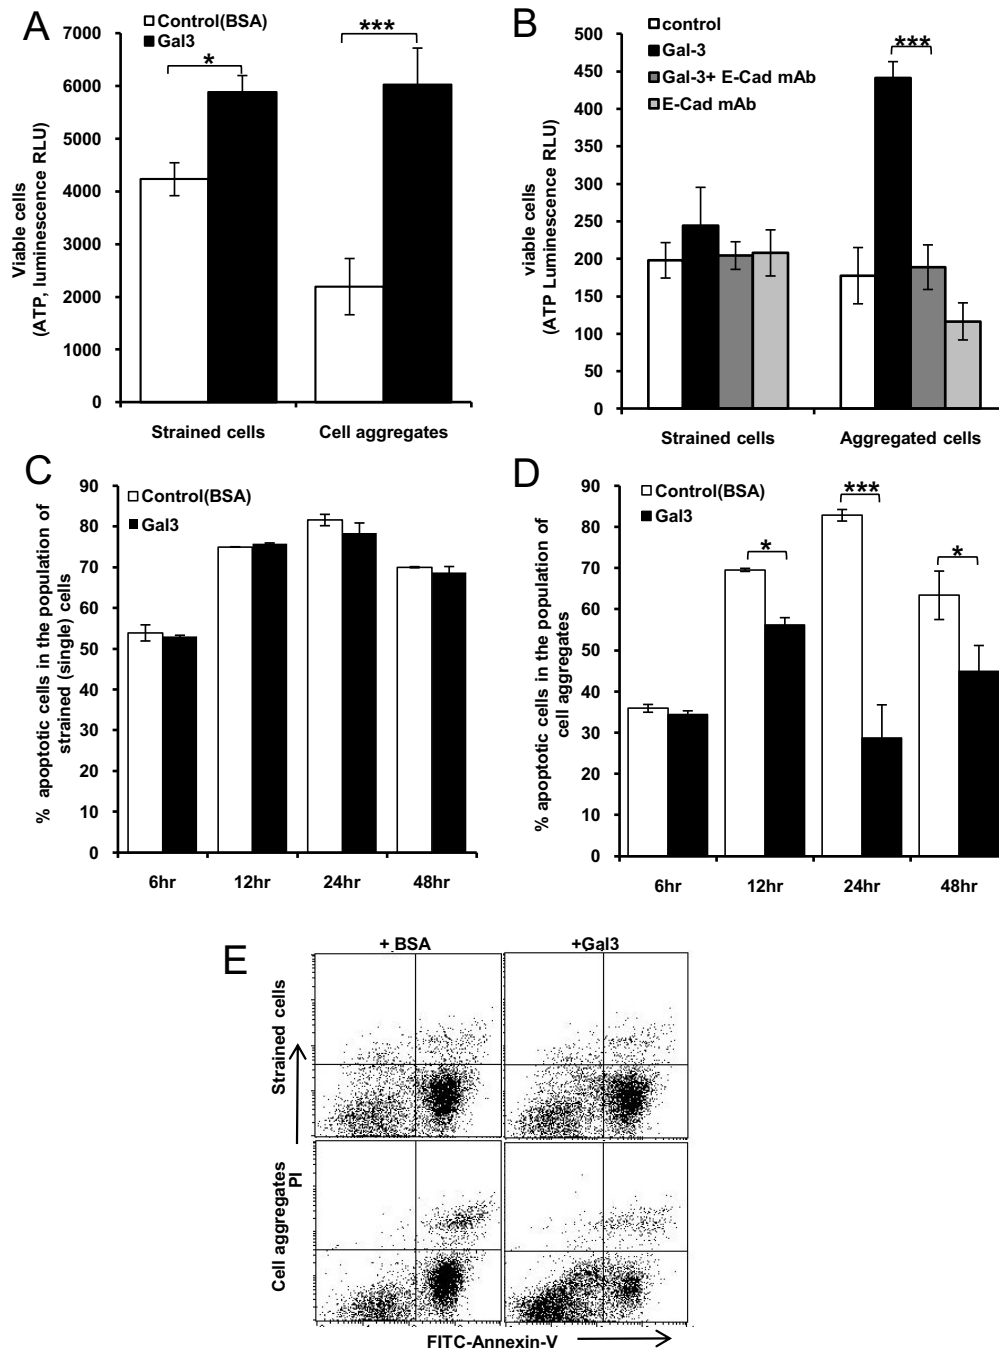 A
Control(BSA)
Gal3
*
***
7000
6000
5000
4000
3000
2000
1000
0
Viable cells
(ATP, luminescence RLU)
Strained cells
Cell aggregates
B
control
Gal-3
Gal-3+ E-Cad mAb
E-Cad mAb
***
500
450
400
350
300
250
200
150
100
50
0
viable cells
(ATP Luminescence RLU)
Strained cells
Aggregated cells
C
Control(BSA)
Gal3
90
80
70
60
50
40
30
20
10
0
% apoptotic cells in the population of
strained (single) cells
6hr
12hr
24hr
48hr
D
Control(BSA)
Gal3
*
***
*
90
80
70
60
50
40
30
20
10
0
% apoptotic cells in the population of
cell aggregates
6hr
12hr
24hr
48hr
E
+ BSA
+Gal3
Strained cells
Cell aggregates
PI
FITC-Annexin-V